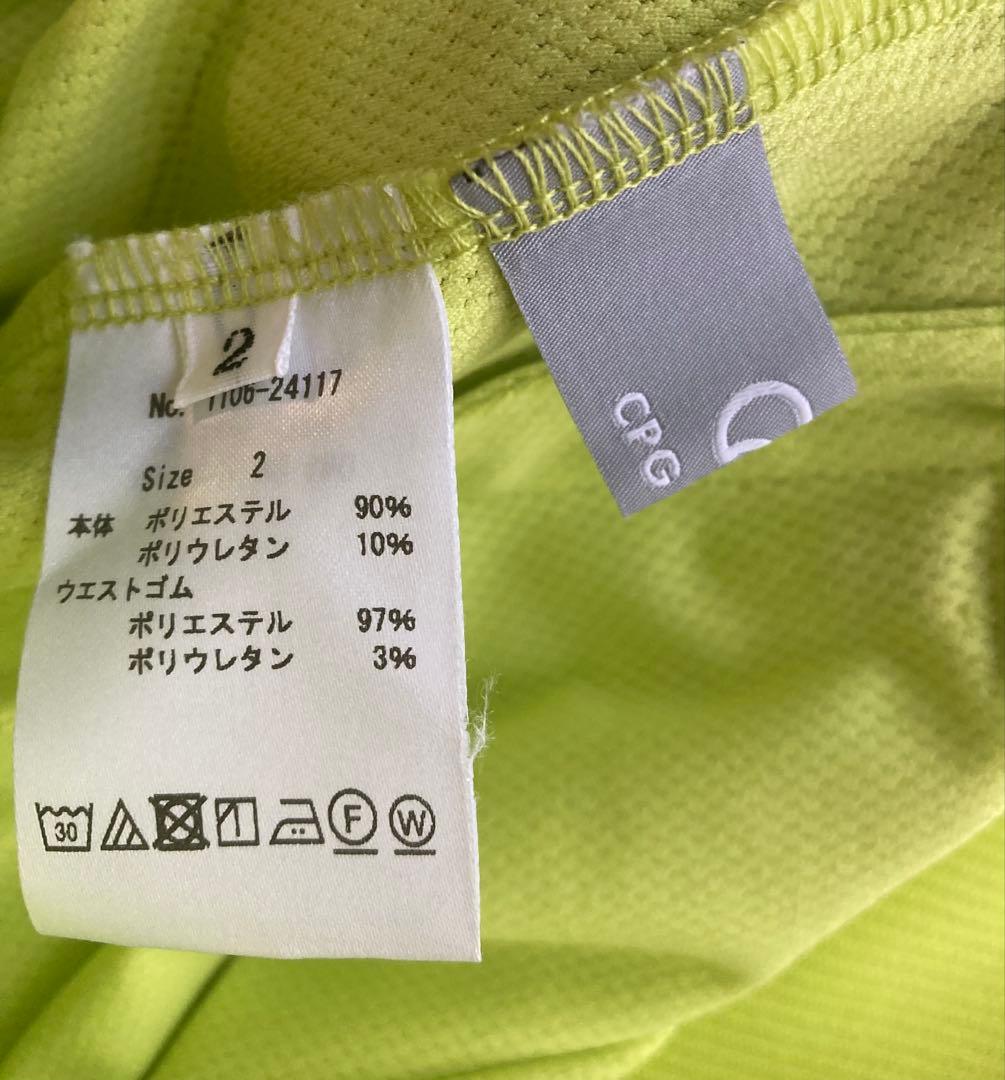 2
No. 1106-24117
Size 2
本体 ポリエステル 90%
ポリウレタン 10%
ウエストゴム
ポリエステル 97%
ポリウレタン 3%
30
F
W
CPG